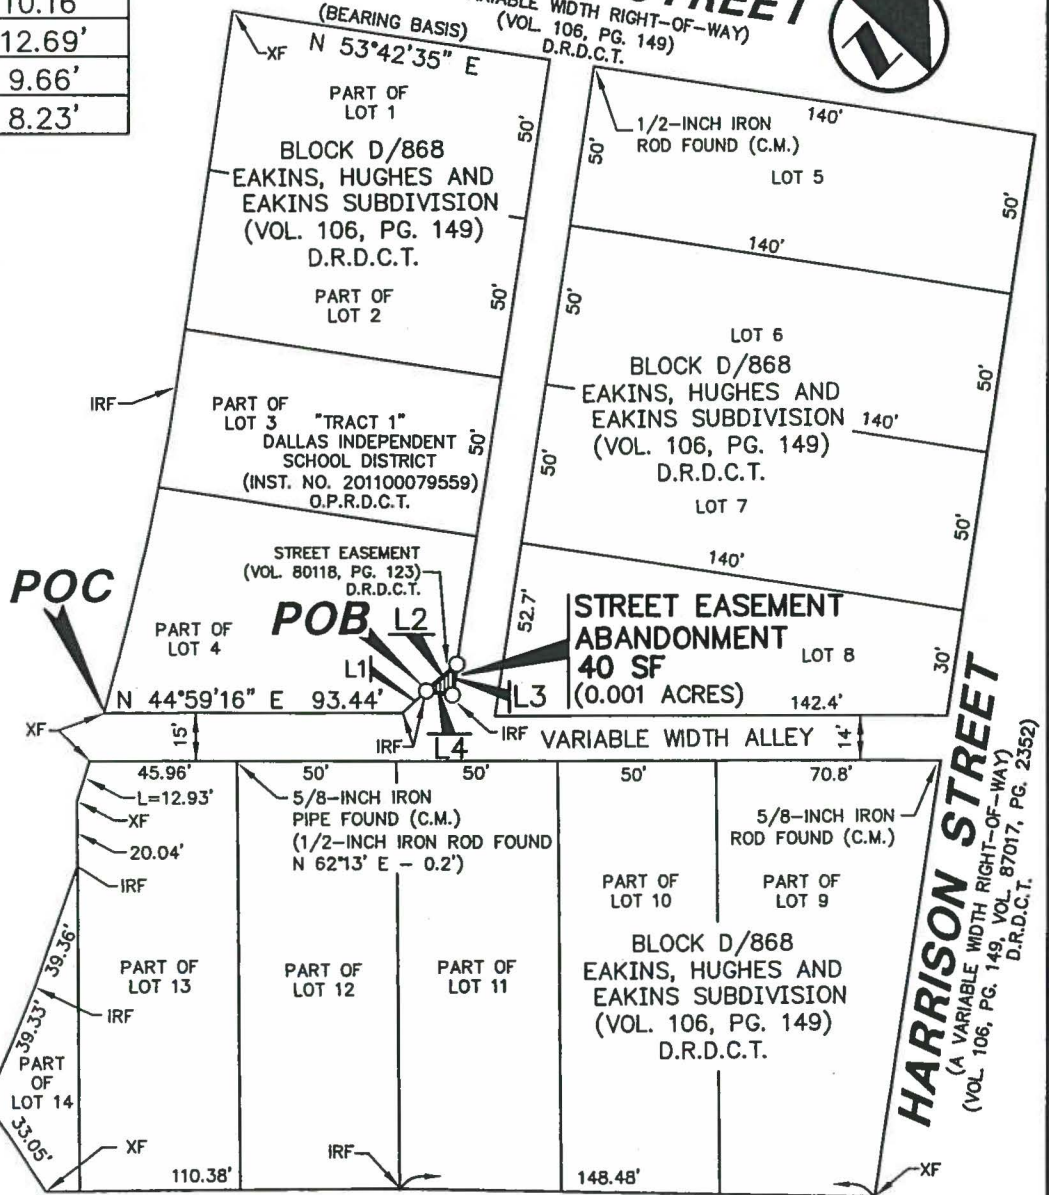 10.16'
12.69'
9.66'
8.23'
STREET
(BEARING BASIS)
WIDTH RIGHT-OF-WAY)
(VOL. 106, PG. 149)
D.R.D.C.T.
XF
N 53°42'35" E
PART OF
LOT 1
BLOCK D/868
EAKINS, HUGHES AND
EAKINS SUBDIVISION
(VOL. 106, PG. 149)
D.R.D.C.T.
PART OF
LOT 2
50'
50'
50'
IRF
PART OF
LOT 3
"TRACT 1"
DALLAS INDEPENDENT
SCHOOL DISTRICT
(INST. NO. 201100079559)
O.P.R.D.C.T.
1/2-INCH IRON
ROD FOUND (C.M.)
140'
50'
LOT 5
50'
140'
50'
LOT 6
BLOCK D/868
EAKINS, HUGHES AND
EAKINS SUBDIVISION
(VOL. 106, PG. 149)
D.R.D.C.T.
50'
140'
50'
LOT 7
50'
140'
STREET EASEMENT
(VOL. 80118, PG. 123)
D.R.D.C.T.
POC
POB
PART OF
LOT 4
L1
L2
L3
L4
52.7'
STREET EASEMENT
ABANDONMENT
40 SF
(0.001 ACRES)
LOT 8
30'
142.4'
N 44°59'16" E 93.44'
XF
15'
IRF
IRF
VARIABLE WIDTH ALLEY
14'
45.96'
50'
50'
50'
70.8'
L=12.93'
XF
20.04'
IRF
5/8-INCH IRON
PIPE FOUND (C.M.)
(1/2-INCH IRON ROD FOUND
N 62°13' E - 0.2')
5/8-INCH IRON
ROD FOUND (C.M.)
PART OF
LOT 10
PART OF
LOT 9
BLOCK D/868
EAKINS, HUGHES AND
EAKINS SUBDIVISION
(VOL. 106, PG. 149)
D.R.D.C.T.
39.36'
IRF
39.33'
PART OF
LOT 13
PART OF
LOT 12
PART OF
LOT 11
PART
OF
LOT 14
33.05'
XF
110.38'
IRF
148.48'
XF
HARRISON STREET
(A VARIABLE WIDTH RIGHT-OF-WAY)
(VOL. 106, PG. 149, VOL. 87017, PG. 2352)
D.R.D.C.T.